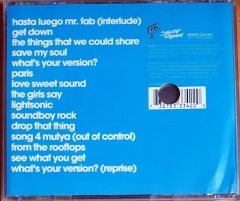 hasta luego mr. fab (interlude)
get down
the things that we could share
save my soul
what's your version?
paris
love sweet sound
the girls say
lightsonic
soundboy rock
drop that thing
song 4 mutya (out of control)
from the rooftops
see what you get
what's your version? (reprise)